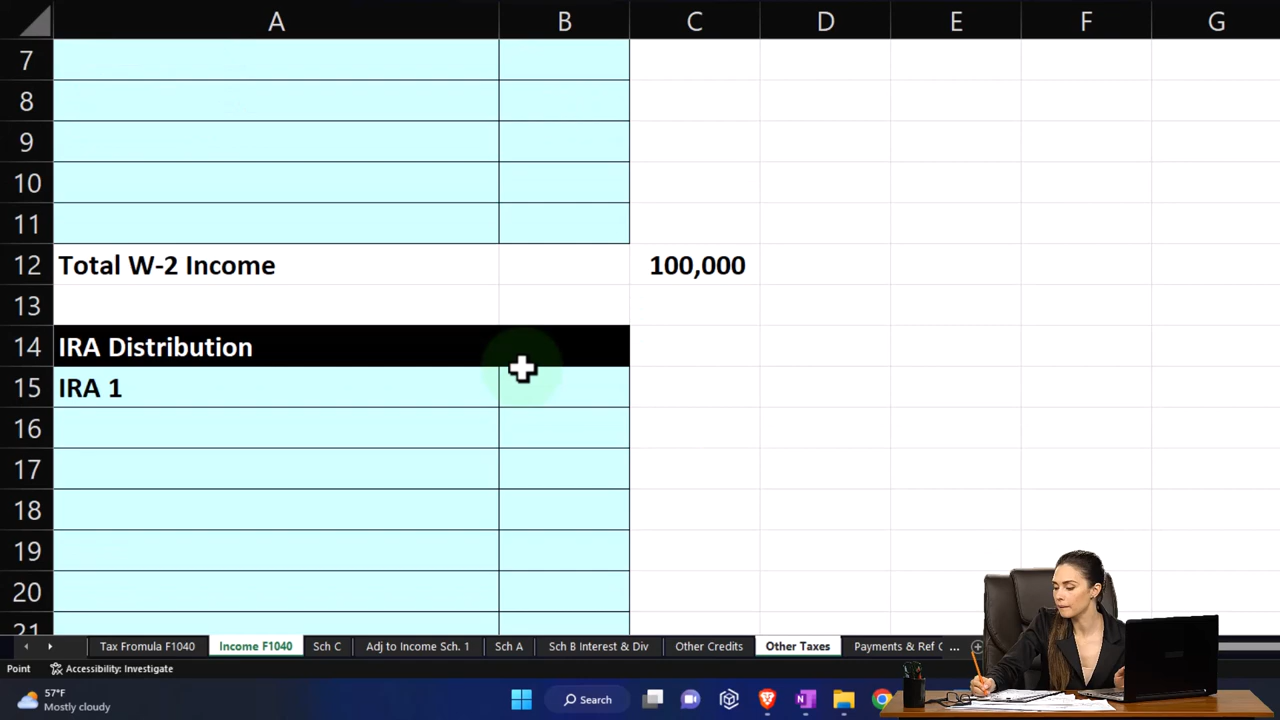 A B C D E F G
7
8
9
10
11
12 Total W-2 Income 100,000
13
14 IRA Distribution
15 IRA 1
16
17
18
19
20
21
Tax Formula F1040 Income F1040 Sch C Adj to Income Sch. 1 Sch A Sch B Interest & Div Other Credits Other Taxes Payments & Ref C ...
Point Accessibility: Investigate
57°F
Mostly cloudy
Search